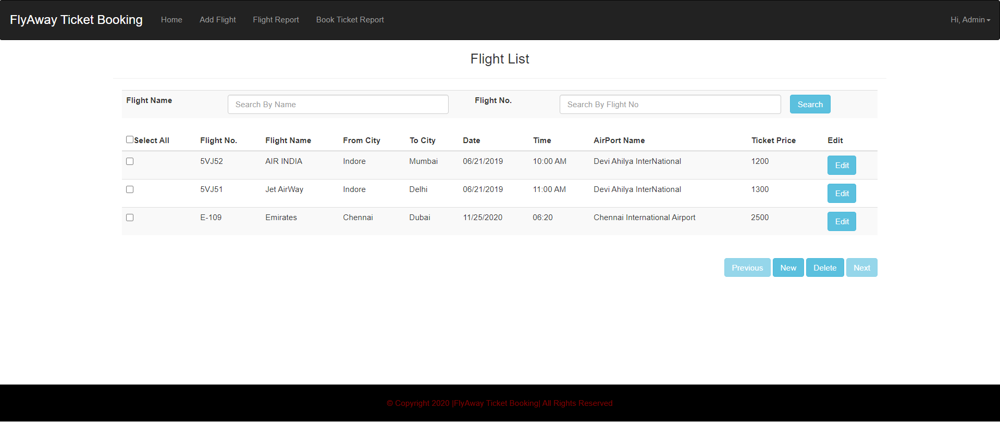 FlyAway Ticket Booking Home Add Flight Flight Report Book Ticket Report Hi, Admin
Flight List
Flight Name Search By Name Flight No. Search By Flight No Search
Select All Flight No. Flight Name From City To City Date Time AirPort Name Ticket Price Edit
5VJ52 AIR INDIA Indore Mumbai 06/21/2019 10:00 AM Devi Ahilya InterNational 1200 Edit
5VJ51 Jet AirWay Indore Delhi 06/21/2019 11:00 AM Devi Ahilya InterNational 1300 Edit
E-109 Emirates Chennai Dubai 11/25/2020 06:20 Chennai International Airport 2500 Edit
Previous New Delete Next
© Copyright 2020 |FlyAway Ticket Booking| All Rights Reserved